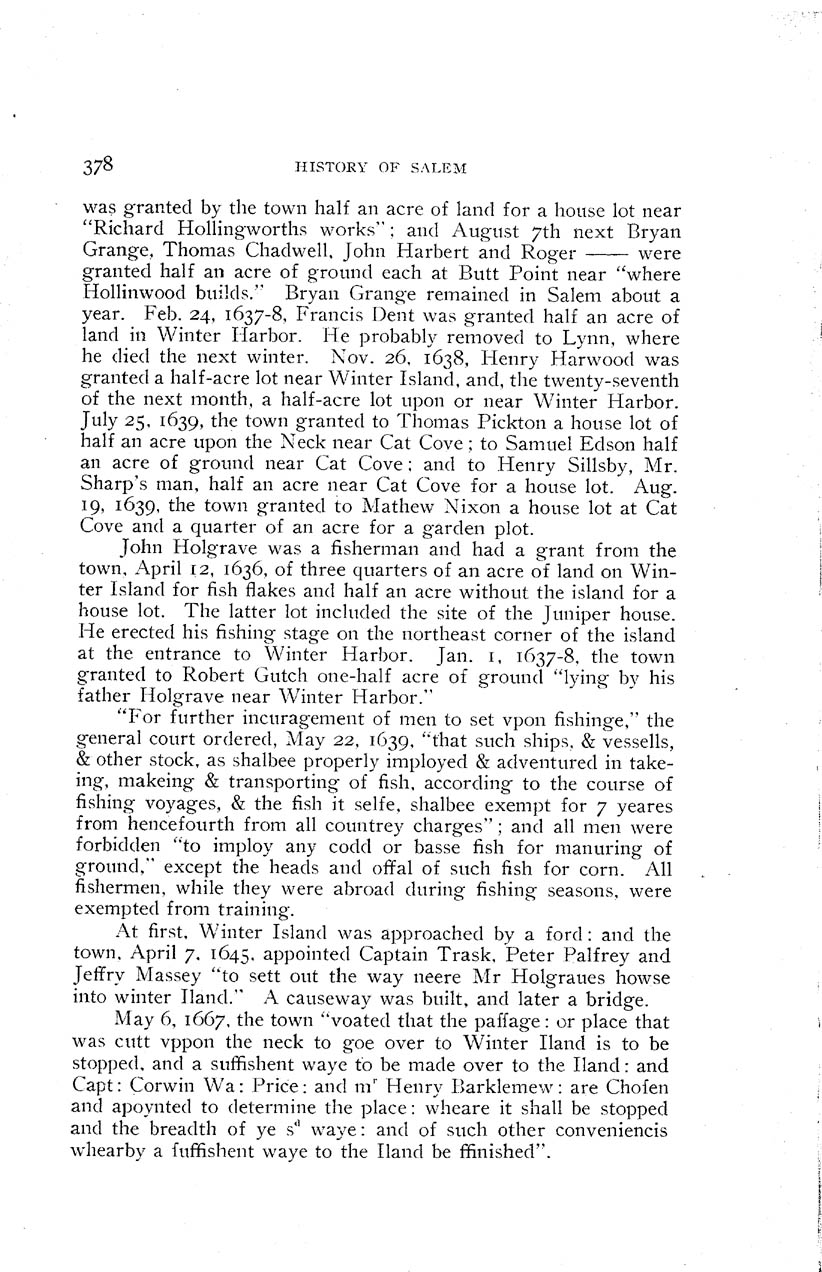 378 HISTORY OF SALEM
was granted by the town half an acre of land for a house lot near
“Richard Hollingworths works”; and August 7th next Bryan
Grange, Thomas Chadwell, John Harbert and Roger —— were
granted half an acre of ground each at Butt Point near “where
Hollinwood builds.” Bryan Grange remained in Salem about a
year. Feb. 24, 1637-8, Francis Dent was granted half an acre of
land in Winter Harbor. He probably removed to Lynn, where
he died the next winter. Nov. 26, 1638, Henry Harwood was
granted a half-acre lot near Winter Island, and, the twenty-seventh
of the next month, a half-acre lot upon or near Winter Harbor.
July 25, 1639, the town granted to Thomas Pickton a house lot of
half an acre upon the Neck near Cat Cove; to Samuel Edson half
an acre of ground near Cat Cove; and to Henry Sillsby, Mr.
Sharp’s man, half an acre near Cat Cove for a house lot. Aug.
19, 1639, the town granted to Mathew Nixon a house lot at Cat
Cove and a quarter of an acre for a garden plot.
John Holgrave was a fisherman and had a grant from the
town, April 12, 1636, of three quarters of an acre of land on Win-
ter Island for fish flakes and half an acre without the island for a
house lot. The latter lot included the site of the Juniper house.
He erected his fishing stage on the northeast corner of the island
at the entrance to Winter Harbor. Jan. 1, 1637-8, the town
granted to Robert Gutch one-half acre of ground “lying by his
father Holgrave near Winter Harbor.”
“For further incuragement of men to set vpon fishinge,” the
general court ordered, May 22, 1639, “that such ships, & vessells,
& other stock, as shalbee properly imployed & adventured in take-
ing, makeing & transporting of fish, according to the course of
fishing voyages, & the fish it selfe, shalbee exempt for 7 yeares
from hencefourth from all countrey charges”; and all men were
forbidden “to imploy any codd or basse fish for manuring of
ground,” except the heads and offal of such fish for corn. All
fishermen, while they were abroad during fishing seasons, were
exempted from training.
At first, Winter Island was approached by a ford: and the
town, April 7, 1645, appointed Captain Trask, Peter Palfrey and
Jeffry Massey “to sett out the way neere Mr Holgraues howse
into winter Iland.” A causeway was built, and later a bridge.
May 6, 1667, the town “voated that the paſſage: or place that
was cutt vppon the neck to goe over to Winter Iland is to be
stopped, and a suffishent waye to be made over to the Iland: and
Capt: Corwin Wa: Price: and mʳ Henry Barklemew: are Choſen
and apoynted to determine the place: wheare it shall be stopped
and the breadth of ye sᵈ waye: and of such other conveniencis
whearby a ſuffishent waye to the Iland be ffinished”.